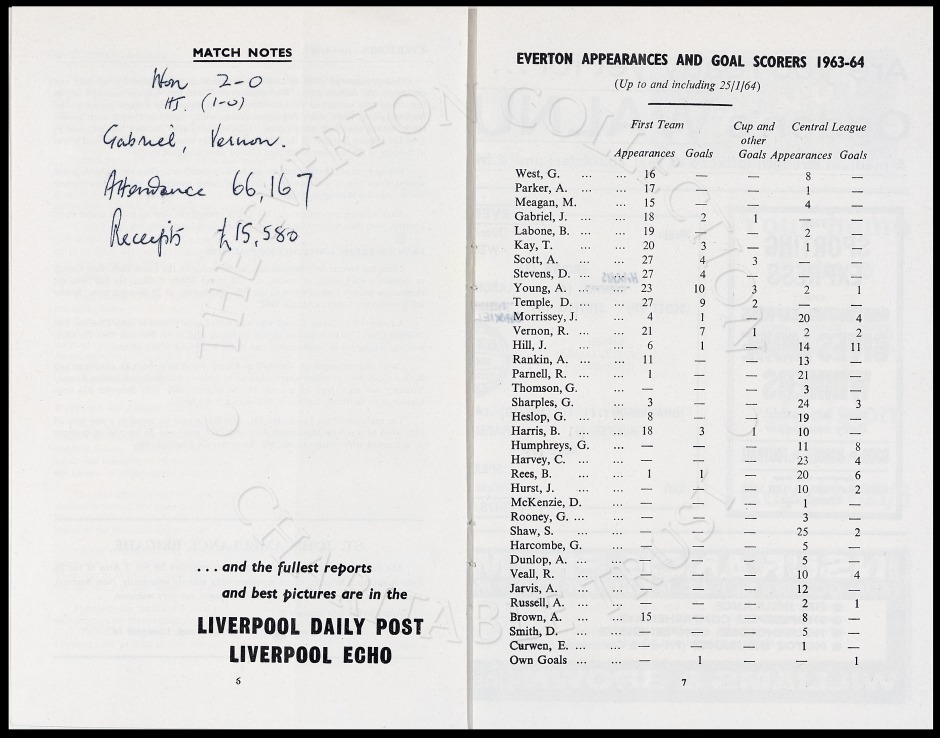 MATCH NOTES
Won 2-0
HT. (1-0)
Gabriel, Vernon.
Attendance 66,167
Receipts £15,580
... and the fullest reports
and best pictures are in the
LIVERPOOL DAILY POST
LIVERPOOL ECHO
6
EVERTON APPEARANCES AND GOAL SCORERS 1963-64
(Up to and including 25/1/64)
First Team Cup and other Central League
Appearances Goals Goals Appearances Goals
West, G. ... ... 16 — — 8 —
Parker, A. ... ... 17 — — 1 —
Meagan, M. ... 15 — — 4 —
Gabriel, J. ... ... 18 2 1 — —
Labone, B. ... ... 19 — — 2 —
Kay, T. ... ... 20 3 — 1 —
Scott, A. ... ... 27 4 3 — —
Stevens, D. ... ... 27 4 — — —
Young, A. ... ... 23 10 3 2 1
Temple, D. ... ... 27 9 2 — —
Morrissey, J. ... 4 1 — 20 4
Vernon, R. ... ... 21 7 1 2 2
Hill, J. ... ... 6 1 — 14 11
Rankin, A. ... ... 11 — — 13 —
Parnell, R. ... ... 1 — — 21 —
Thomson, G. ... — — — 3 —
Sharples, G. ... 3 — — 24 3
Heslop, G. ... ... 8 — — 19 —
Harris, B. ... ... 18 3 1 10 —
Humphreys, G. ... — — — 11 8
Harvey, C. ... ... — — — 23 4
Rees, B. ... ... 1 1 — 20 6
Hurst, J. ... ... — — — 10 2
McKenzie, D. ... — — — 1 —
Rooney, G. ... ... — — — 3 —
Shaw, S. ... ... — — — 25 2
Harcombe, G. ... — — — 5 —
Dunlop, A. ... ... — — — 5 —
Veall, R. ... ... — — — 10 4
Jarvis, A. ... ... — — — 12 —
Russell, A. ... ... — — — 2 1
Brown, A. ... ... 15 — — 8 —
Smith, D. ... ... — — — 5 —
Curwen, E. ... ... — — — 1 —
Own Goals ... ... — 1 — — 1
7
THE EVERTON COLLECTION
CHARITABLE TRUST